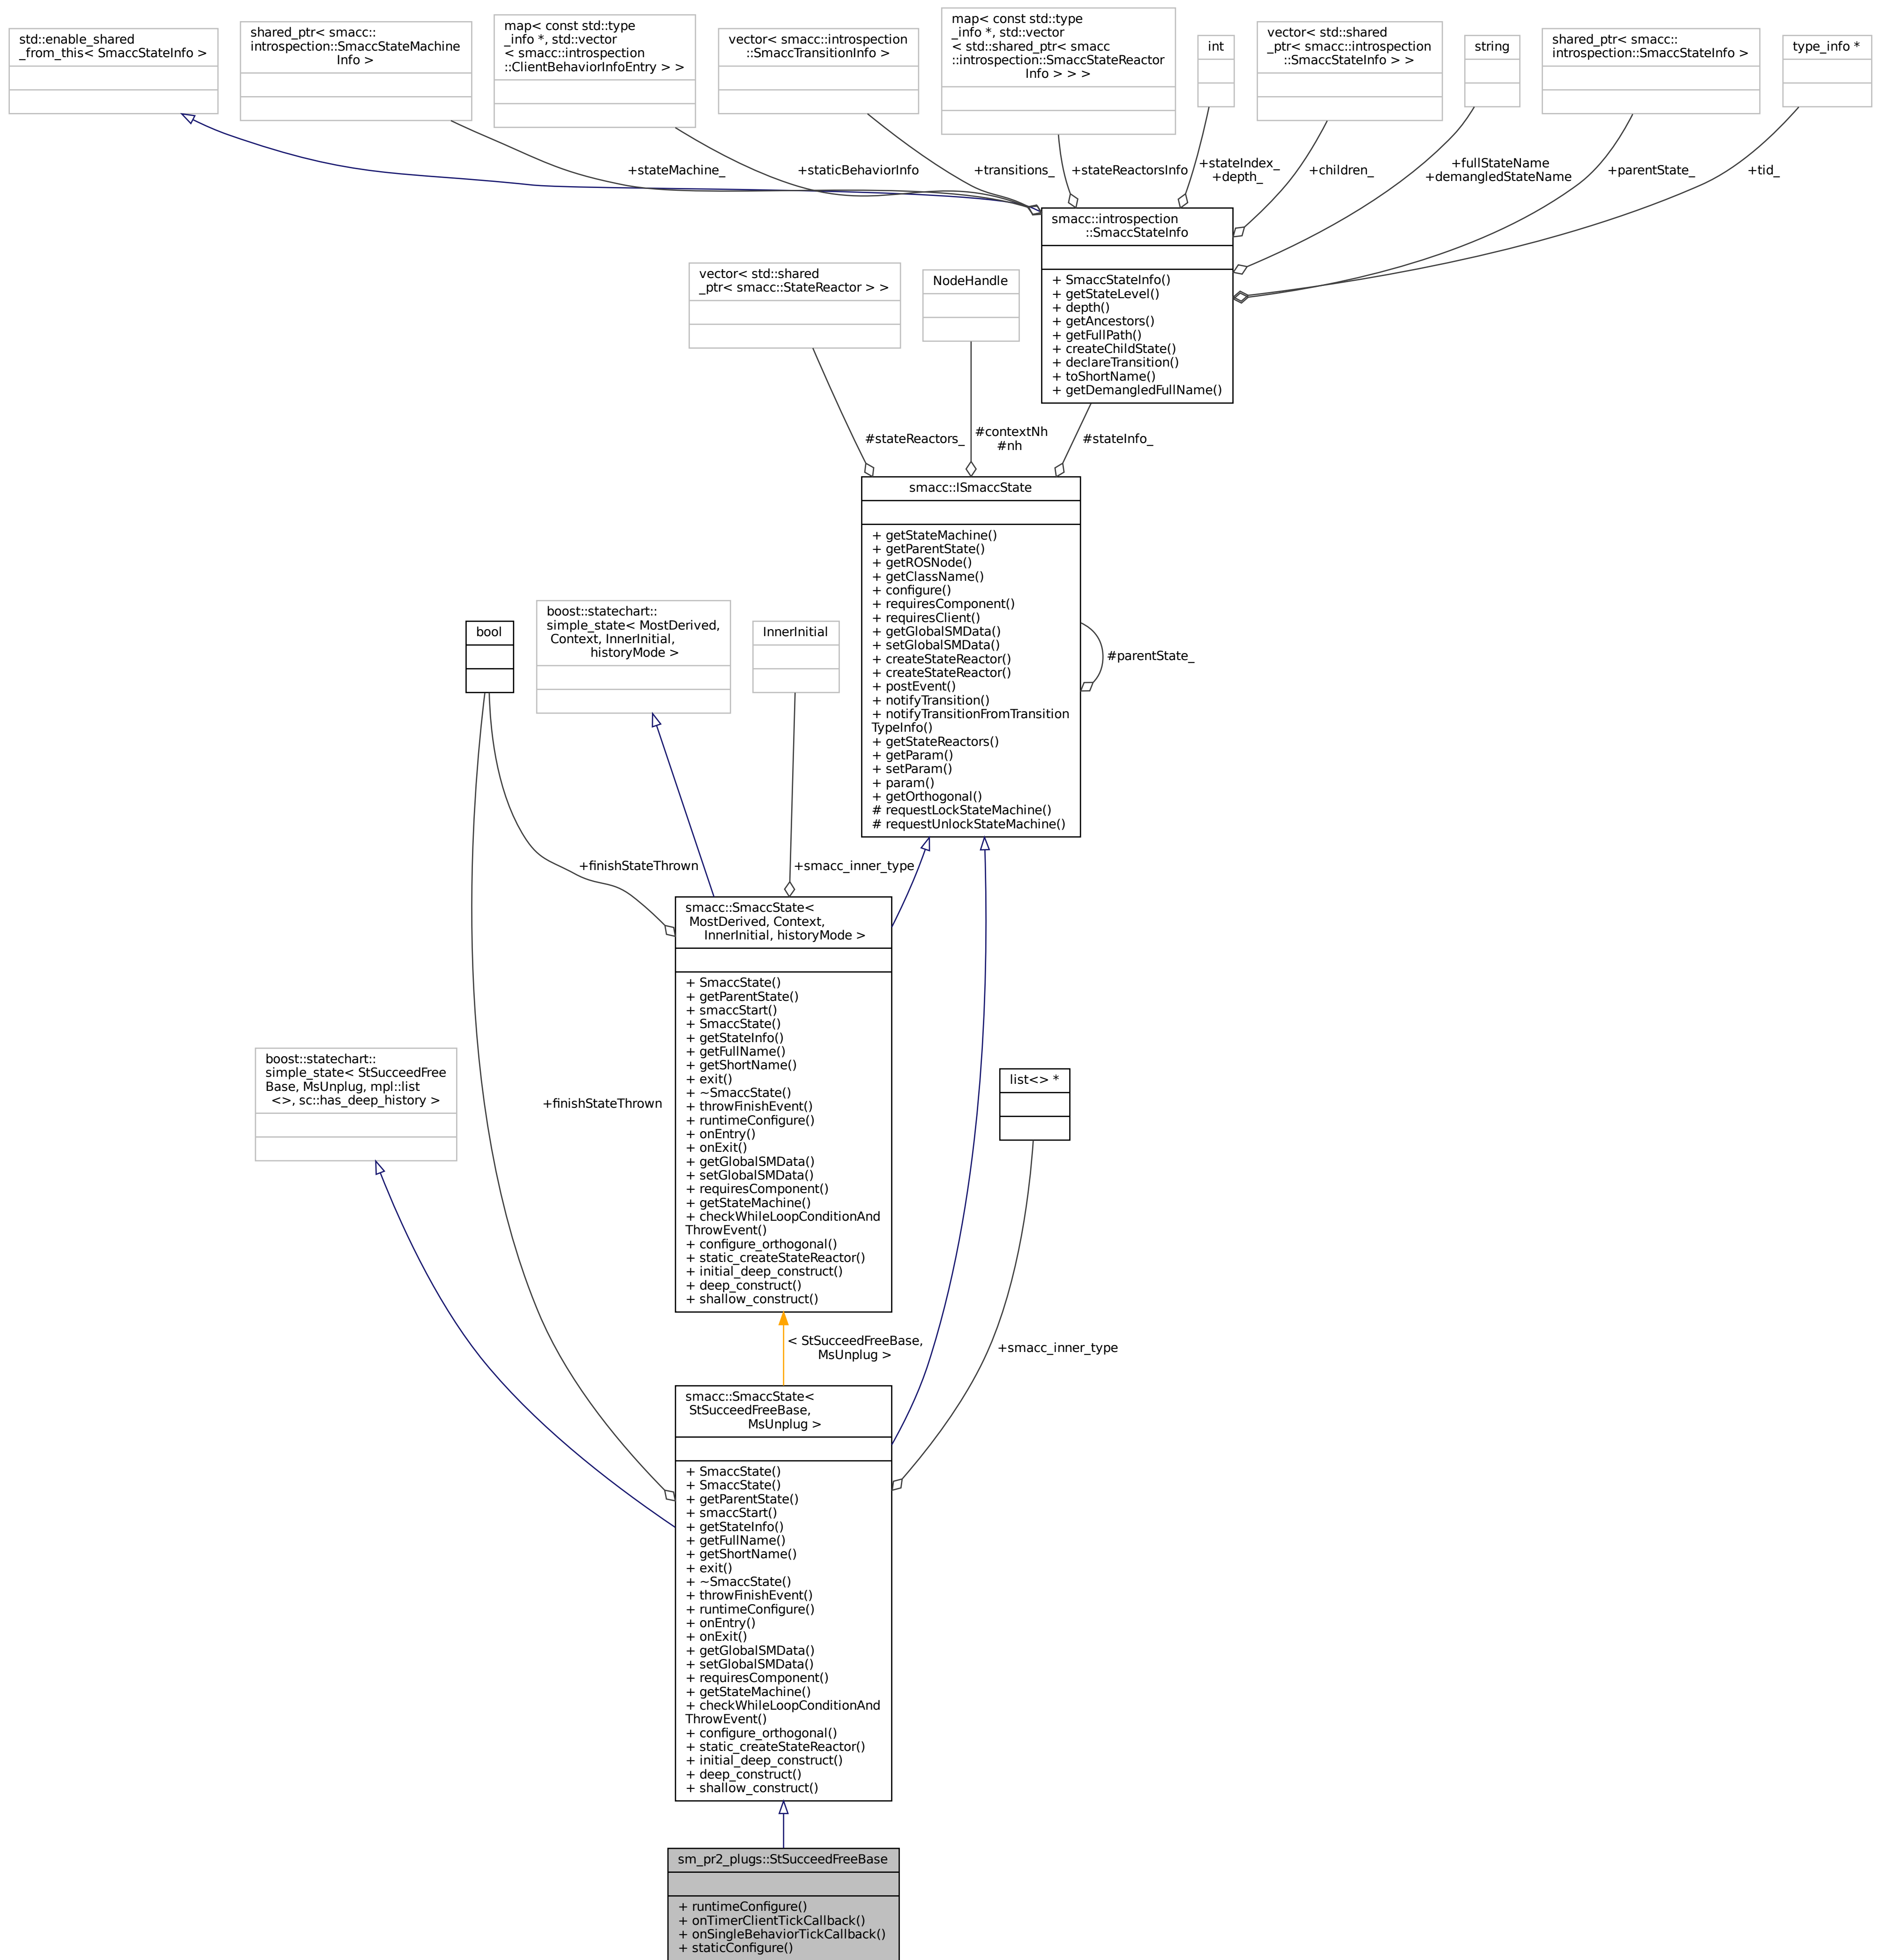 std::enable_shared
_from_this< SmaccStateInfo >
shared_ptr< smacc::
introspection::SmaccStateMachine
Info >
map< const std::type
_info *, std::vector
< smacc::introspection
::ClientBehaviorInfoEntry > >
vector< smacc::introspection
::SmaccTransitionInfo >
map< const std::type
_info *, std::vector
< std::shared_ptr< smacc
::introspection::SmaccStateReactor
Info > > >
int
vector< std::shared
_ptr< smacc::introspection
::SmaccStateInfo > >
string
shared_ptr< smacc::
introspection::SmaccStateInfo >
type_info *
+stateMachine_
+staticBehaviorInfo
+transitions_
+stateReactorsInfo
+stateIndex_
+depth_
+children_
+fullStateName
+demangledStateName
+parentState_
+tid_
smacc::introspection
::SmaccStateInfo
+ SmaccStateInfo()
+ getStateLevel()
+ depth()
+ getAncestors()
+ getFullPath()
+ createChildState()
+ declareTransition()
+ toShortName()
+ getDemangledFullName()
vector< std::shared
_ptr< smacc::StateReactor > >
NodeHandle
#stateReactors_
#contextNh
#nh
#stateInfo_
smacc::ISmaccState
+ getStateMachine()
+ getParentState()
+ getROSNode()
+ getClassName()
+ configure()
+ requiresComponent()
+ requiresClient()
+ getGlobalSMData()
+ setGlobalSMData()
+ createStateReactor()
+ createStateReactor()
+ postEvent()
+ notifyTransition()
+ notifyTransitionFromTransition
TypeInfo()
+ getStateReactors()
+ getParam()
+ setParam()
+ param()
+ getOrthogonal()
# requestLockStateMachine()
# requestUnlockStateMachine()
#parentState_
bool
boost::statechart::
simple_state< MostDerived,
Context, InnerInitial,
historyMode >
InnerInitial
+finishStateThrown
+smacc_inner_type
smacc::SmaccState<
MostDerived, Context,
InnerInitial, historyMode >
+ SmaccState()
+ getParentState()
+ smaccStart()
+ SmaccState()
+ getStateInfo()
+ getFullName()
+ getShortName()
+ exit()
+ ~SmaccState()
+ throwFinishEvent()
+ runtimeConfigure()
+ onEntry()
+ onExit()
+ getGlobalSMData()
+ setGlobalSMData()
+ requiresComponent()
+ getStateMachine()
+ checkWhileLoopConditionAnd
ThrowEvent()
+ configure_orthogonal()
+ static_createStateReactor()
+ initial_deep_construct()
+ deep_construct()
+ shallow_construct()
boost::statechart::
simple_state< StSucceedFree
Base, MsUnplug, mpl::list
<>, sc::has_deep_history >
+finishStateThrown
list<> *
< StSucceedFreeBase,
MsUnplug >
+smacc_inner_type
smacc::SmaccState<
StSucceedFreeBase,
MsUnplug >
+ SmaccState()
+ SmaccState()
+ getParentState()
+ smaccStart()
+ getStateInfo()
+ getFullName()
+ getShortName()
+ exit()
+ ~SmaccState()
+ throwFinishEvent()
+ runtimeConfigure()
+ onEntry()
+ onExit()
+ getGlobalSMData()
+ setGlobalSMData()
+ requiresComponent()
+ getStateMachine()
+ checkWhileLoopConditionAnd
ThrowEvent()
+ configure_orthogonal()
+ static_createStateReactor()
+ initial_deep_construct()
+ deep_construct()
+ shallow_construct()
sm_pr2_plugs::StSucceedFreeBase
+ runtimeConfigure()
+ onTimerClientTickCallback()
+ onSingleBehaviorTickCallback()
+ staticConfigure()